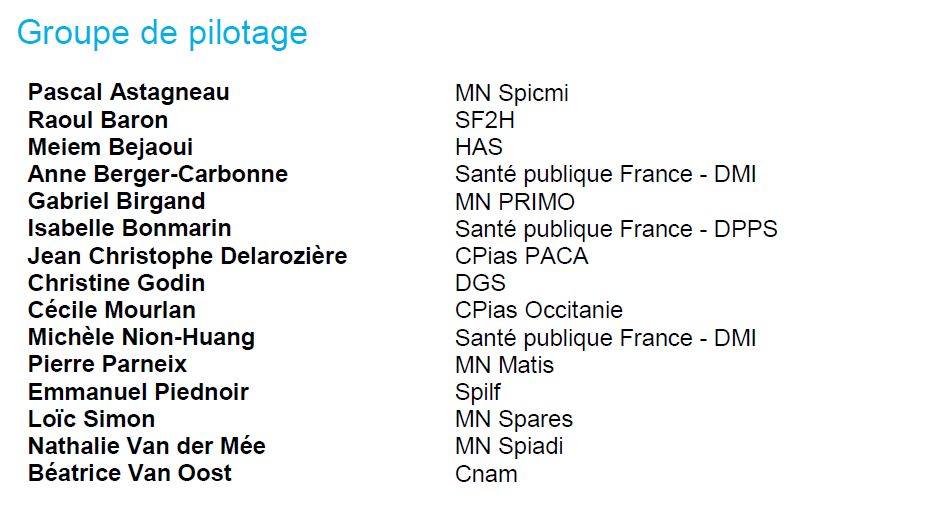 Groupe de pilotage
Pascal Astagneau MN Spicmi
Raoul Baron SF2H
Meiem Bejaoui HAS
Anne Berger-Carbonne Santé publique France - DMI
Gabriel Birgand MN PRIMO
Isabelle Bonmarin Santé publique France - DPPS
Jean Christophe Delarozière CPias PACA
Christine Godin DGS
Cécile Mourlan CPias Occitanie
Michèle Nion-Huang Santé publique France - DMI
Pierre Parneix MN Matis
Emmanuel Piednoir Spilf
Loïc Simon MN Spares
Nathalie Van der Mée MN Spiadi
Béatrice Van Oost Cnam